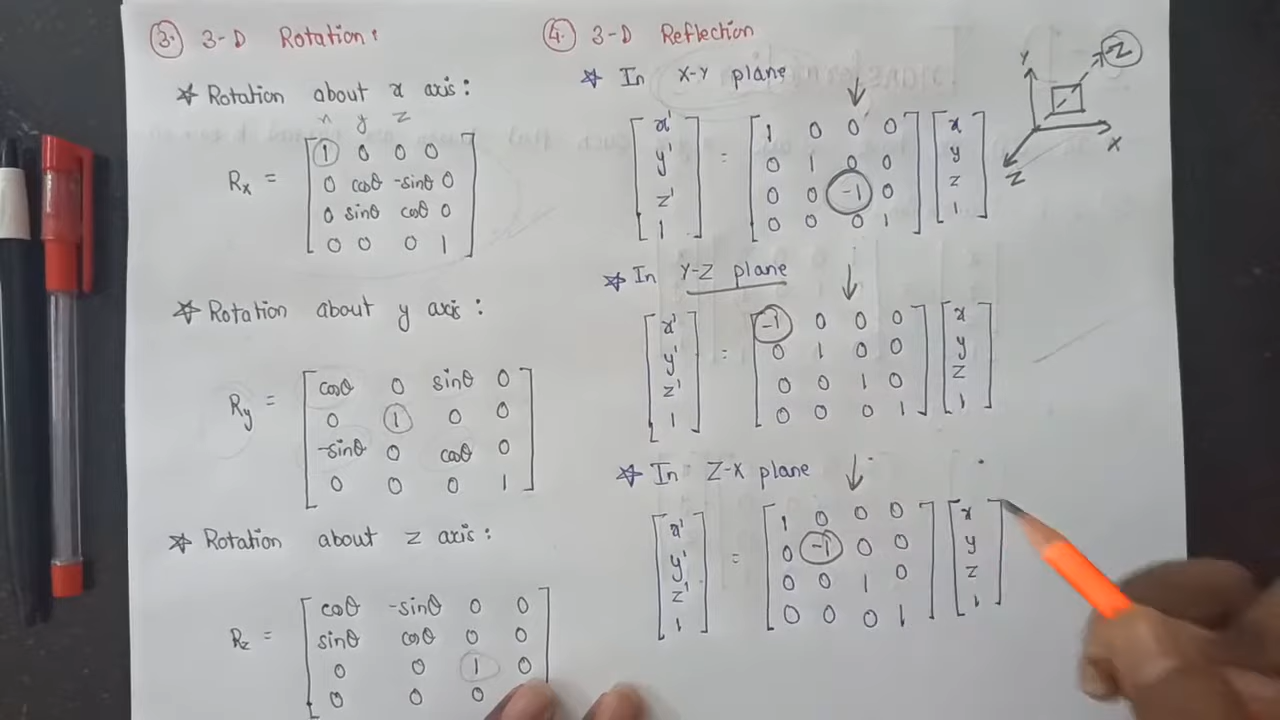 3. 3-D Rotation:
* Rotation about x axis:
x y z
Rx = [ 1 0 0 0
0 cosθ -sinθ 0
0 sinθ cosθ 0
0 0 0 1 ]
* Rotation about y axis:
Ry = [ cosθ 0 sinθ 0
0 1 0 0
-sinθ 0 cosθ 0
0 0 0 1 ]
* Rotation about z axis:
Rz = [ cosθ -sinθ 0 0
sinθ cosθ 0 0
0 0 1 0
0 0 0
4. 3-D Reflection
* In X-Y plane
[ x' y' z' 1 ] = [ 1 0 0 0
0 1 0 0
0 0 -1 0
0 0 0 1 ] [ x y z 1 ]
Y
-Z
X
Z
* In Y-Z plane
[ x' y' z' 1 ] = [ -1 0 0 0
0 1 0 0
0 0 1 0
0 0 0 1 ] [ x y z 1 ]
* In Z-X plane
[ x' y' z' 1 ] = [ 1 0 0 0
0 -1 0 0
0 0 1 0
0 0 0 1 ] [ x y z 1 ]